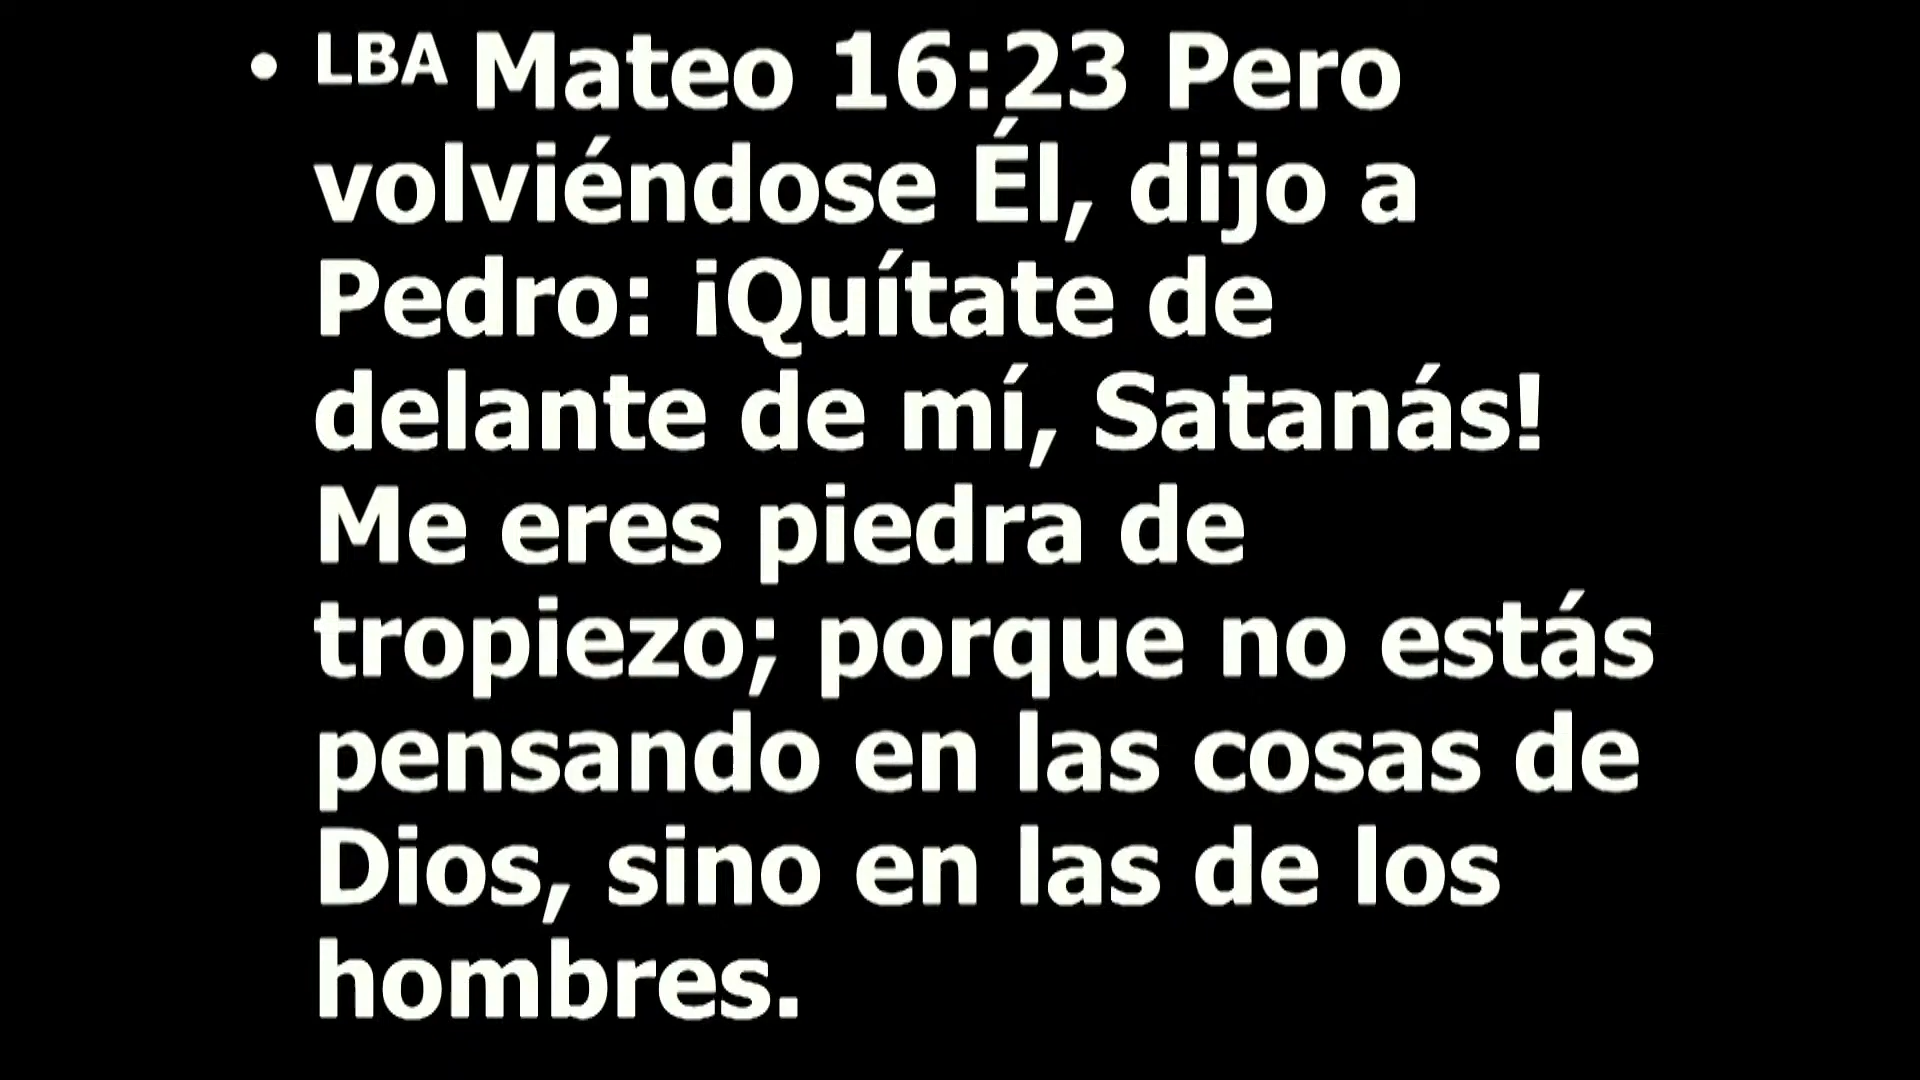 • LBA Mateo 16:23 Pero
volviéndose Él, dijo a
Pedro: ¡Quítate de
delante de mí, Satanás!
Me eres piedra de
tropiezo; porque no estás
pensando en las cosas de
Dios, sino en las de los
hombres.